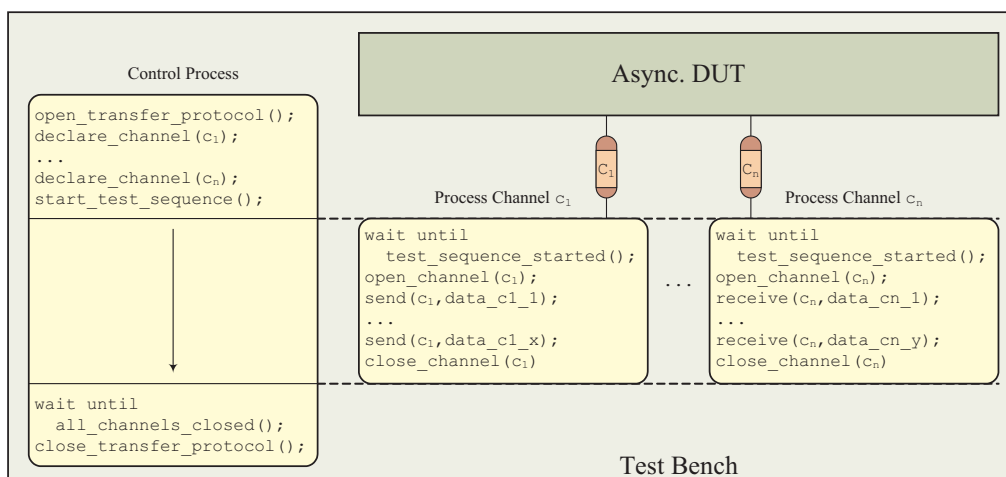 Async. DUT
Control Process
open_transfer_protocol();
declare_channel(c₁);
...
declare_channel(cₙ);
start_test_sequence();
C₁
Cₙ
Process Channel c₁
Process Channel cₙ
wait until
test_sequence_started();
open_channel(c₁);
send(c₁,data_c1_1);
...
send(c₁,data_c1_x);
close_channel(c₁)
...
wait until
test_sequence_started();
open_channel(cₙ);
receive(cₙ,data_cn_1);
...
receive(cₙ,data_cn_y);
close_channel(cₙ)
wait until
all_channels_closed();
close_transfer_protocol();
Test Bench